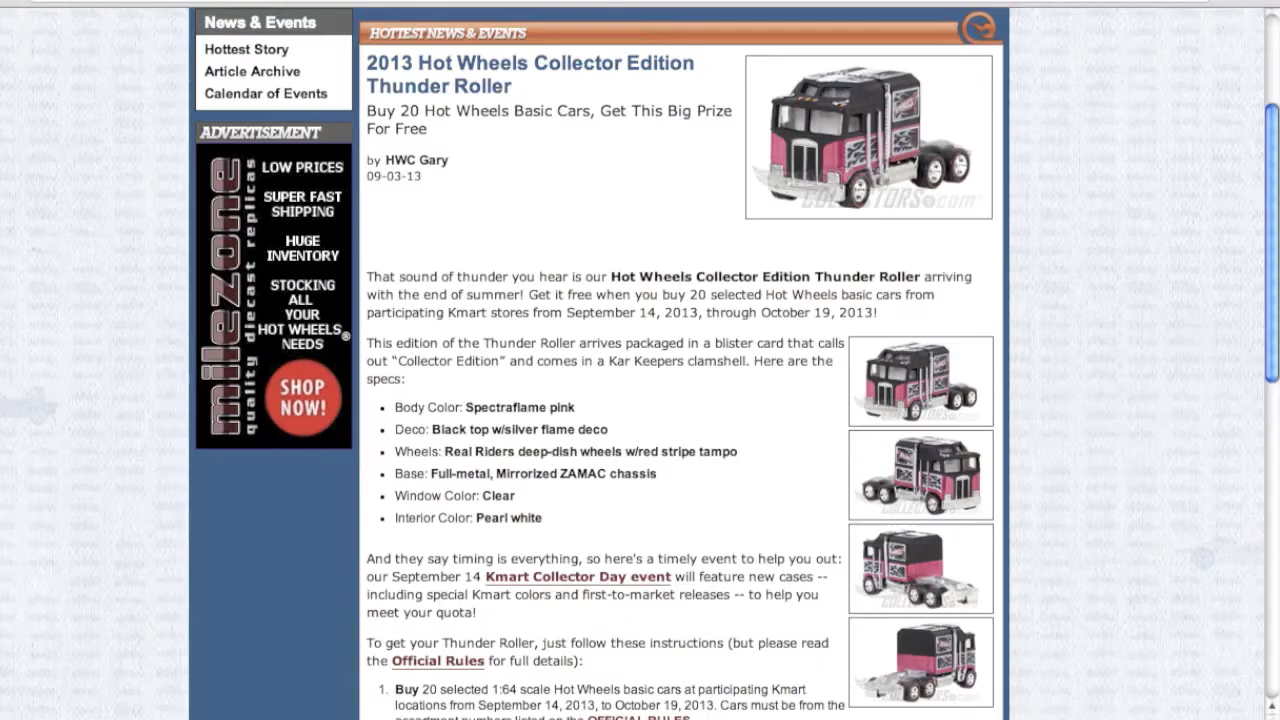 News & Events
Hottest Story
Article Archive
Calendar of Events
ADVERTISEMENT
milezone
quality diecast replicas
LOW PRICES
SUPER FAST
SHIPPING
HUGE
INVENTORY
STOCKING
ALL
YOUR
HOT WHEELS®
NEEDS
SHOP
NOW!
HOTTEST NEWS & EVENTS
2013 Hot Wheels Collector Edition
Thunder Roller
Buy 20 Hot Wheels Basic Cars, Get This Big Prize
For Free
by HWC Gary
09-03-13
COLLECTORS.com
That sound of thunder you hear is our Hot Wheels Collector Edition Thunder Roller arriving
with the end of summer! Get it free when you buy 20 selected Hot Wheels basic cars from
participating Kmart stores from September 14, 2013, through October 19, 2013!
This edition of the Thunder Roller arrives packaged in a blister card that calls
out “Collector Edition” and comes in a Kar Keepers clamshell. Here are the
specs:
• Body Color: Spectraflame pink
• Deco: Black top w/silver flame deco
• Wheels: Real Riders deep-dish wheels w/red stripe tampo
• Base: Full-metal, Mirrorized ZAMAC chassis
• Window Color: Clear
• Interior Color: Pearl white
And they say timing is everything, so here's a timely event to help you out:
our September 14 Kmart Collector Day event will feature new cases --
including special Kmart colors and first-to-market releases -- to help you
meet your quota!
To get your Thunder Roller, just follow these instructions (but please read
the Official Rules for full details):
1. Buy 20 selected 1:64 scale Hot Wheels basic cars at participating Kmart
locations from September 14, 2013, to October 19, 2013. Cars must be from the
assortment numbers listed on the OFFICIAL RULES.